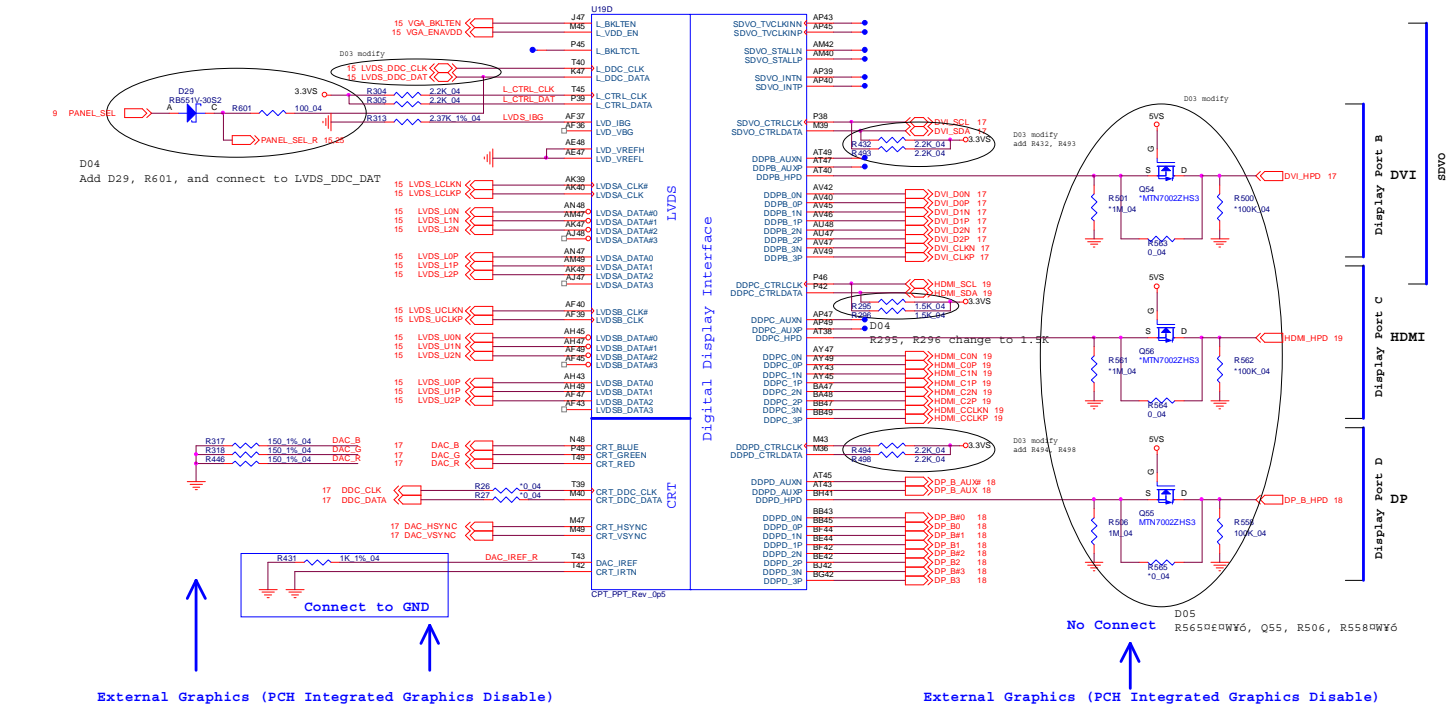 U19D
15 VGA_BKLTEN J47 L_BKLTEN
15 VGA_ENAVDD M45 L_VDD_EN
P45 L_BKLTCTL
D03 modify
15 LVDS_DDC_CLK T40 L_DDC_CLK
15 LVDS_DDC_DAT K47 L_DDC_DATA
D29
RB551V-30S2
9 PANEL_SEL A C R601 100_04
PANEL_SEL_R 15,25
3.3VS R304 2.2K_04 L_CTRL_CLK T45 L_CTRL_CLK
R305 2.2K_04 L_CTRL_DAT P39 L_CTRL_DATA
R313 2.37K_1%_04 LVDS_IBG AF37 LVD_IBG
AF36 LVD_VBG
AE48 LVD_VREFH
AE47 LVD_VREFL
D04
Add D29, R601, and connect to LVDS_DDC_DAT
15 LVDS_LCLKN AK39 LVDSA_CLK#
15 LVDS_LCLKP AK40 LVDSA_CLK
15 LVDS_L0N AN48 LVDSA_DATA#0
15 LVDS_L1N AM47 LVDSA_DATA#1
15 LVDS_L2N AK47 LVDSA_DATA#2
AJ48 LVDSA_DATA#3
15 LVDS_L0P AN47 LVDSA_DATA0
15 LVDS_L1P AM49 LVDSA_DATA1
15 LVDS_L2P AK49 LVDSA_DATA2
AJ47 LVDSA_DATA3
15 LVDS_UCLKN AF40 LVDSB_CLK#
15 LVDS_UCLKP AF39 LVDSB_CLK
15 LVDS_U0N AH45 LVDSB_DATA#0
15 LVDS_U1N AH47 LVDSB_DATA#1
15 LVDS_U2N AF49 LVDSB_DATA#2
AF45 LVDSB_DATA#3
15 LVDS_U0P AH43 LVDSB_DATA0
15 LVDS_U1P AH49 LVDSB_DATA1
15 LVDS_U2P AF47 LVDSB_DATA2
AF43 LVDSB_DATA3
LVDS
R317 150_1%_04 DAC_B
R318 150_1%_04 DAC_G
R446 150_1%_04 DAC_R
17 DAC_B N48 CRT_BLUE
17 DAC_G P49 CRT_GREEN
17 DAC_R T49 CRT_RED
17 DDC_CLK R26 *0_04 T39 CRT_DDC_CLK
17 DDC_DATA R27 *0_04 M40 CRT_DDC_DATA
17 DAC_HSYNC M47 CRT_HSYNC
17 DAC_VSYNC M49 CRT_VSYNC
R431 1K_1%_04 DAC_IREF_R T43 DAC_IREF
T42 CRT_IRTN
CRT
Connect to GND
CPT_PPT_Rev_0p5
External Graphics (PCH Integrated Graphics Disable)
Digital Display Interface
SDVO_TVCLKINN AP43
SDVO_TVCLKINP AP45
SDVO_STALLN AM42
SDVO_STALLP AM40
SDVO_INTN AP39
SDVO_INTP AP40
SDVO_CTRLCLK P38 DVI_SCL 17
SDVO_CTRLDATA M39 DVI_SDA 17
R432 2.2K_04 3.3VS
R493 2.2K_04
D03 modify
add R432, R493
DDPB_AUXN AT49
DDPB_AUXP AT47
DDPB_HPD AT40
DDPB_0N AV42 DVI_D0N 17
DDPB_0P AV40 DVI_D0P 17
DDPB_1N AV45 DVI_D1N 17
DDPB_1P AV46 DVI_D1P 17
DDPB_2N AU48 DVI_D2N 17
DDPB_2P AU47 DVI_D2P 17
DDPB_3N AV47 DVI_CLKN 17
DDPB_3P AV49 DVI_CLKP 17
DDPC_CTRLCLK P46 HDMI_SCL 19
DDPC_CTRLDATA P42 HDMI_SDA 19
R295 1.5K_04 3.3VS
R296 1.5K_04
D04
R295, R296 change to 1.5K
DDPC_AUXN AP47
DDPC_AUXP AP49
DDPC_HPD AT38
DDPC_0N AY47 HDMI_C0N 19
DDPC_0P AY49 HDMI_C0P 19
DDPC_1N AY43 HDMI_C1N 19
DDPC_1P AY45 HDMI_C1P 19
DDPC_2N BA47 HDMI_C2N 19
DDPC_2P BA48 HDMI_C2P 19
DDPC_3N BB47 HDMI_CCLKN 19
DDPC_3P BB49 HDMI_CCLKP 19
DDPD_CTRLCLK M43
DDPD_CTRLDATA M36
R494 2.2K_04 3.3VS
R498 2.2K_04
D03 modify
add R494, R498
DDPD_AUXN AT45 DP_B_AUX# 18
DDPD_AUXP AT43 DP_B_AUX 18
DDPD_HPD BH41
DDPD_0N BB43 DP_B#0 18
DDPD_0P BB45 DP_B0 18
DDPD_1N BF44 DP_B#1 18
DDPD_1P BE44 DP_B1 18
DDPD_2N BF42 DP_B#2 18
DDPD_2P BE42 DP_B2 18
DDPD_3N BJ42 DP_B#3 18
DDPD_3P BG42 DP_B3 18
D03 modify
5VS
G
S D
Q54
*MTN7002ZHS3
R501
*1M_04
R500
*100K_04
R563
0_04
DVI_HPD 17
5VS
G
S D
Q56
*MTN7002ZHS3
R561
*1M_04
R562
*100K_04
R564
0_04
HDMI_HPD 19
5VS
G
S D
Q55
MTN7002ZHS3
R506
1M_04
R558
100K_04
R565
*0_04
DP_B_HPD 18
Display Port B
DVI
SDVO
Display Port C
HDMI
Display Port D
DP
D05
R565¤£¤W¥ó, Q55, R506, R558¤W¥ó
No Connect
External Graphics (PCH Integrated Graphics Disable)